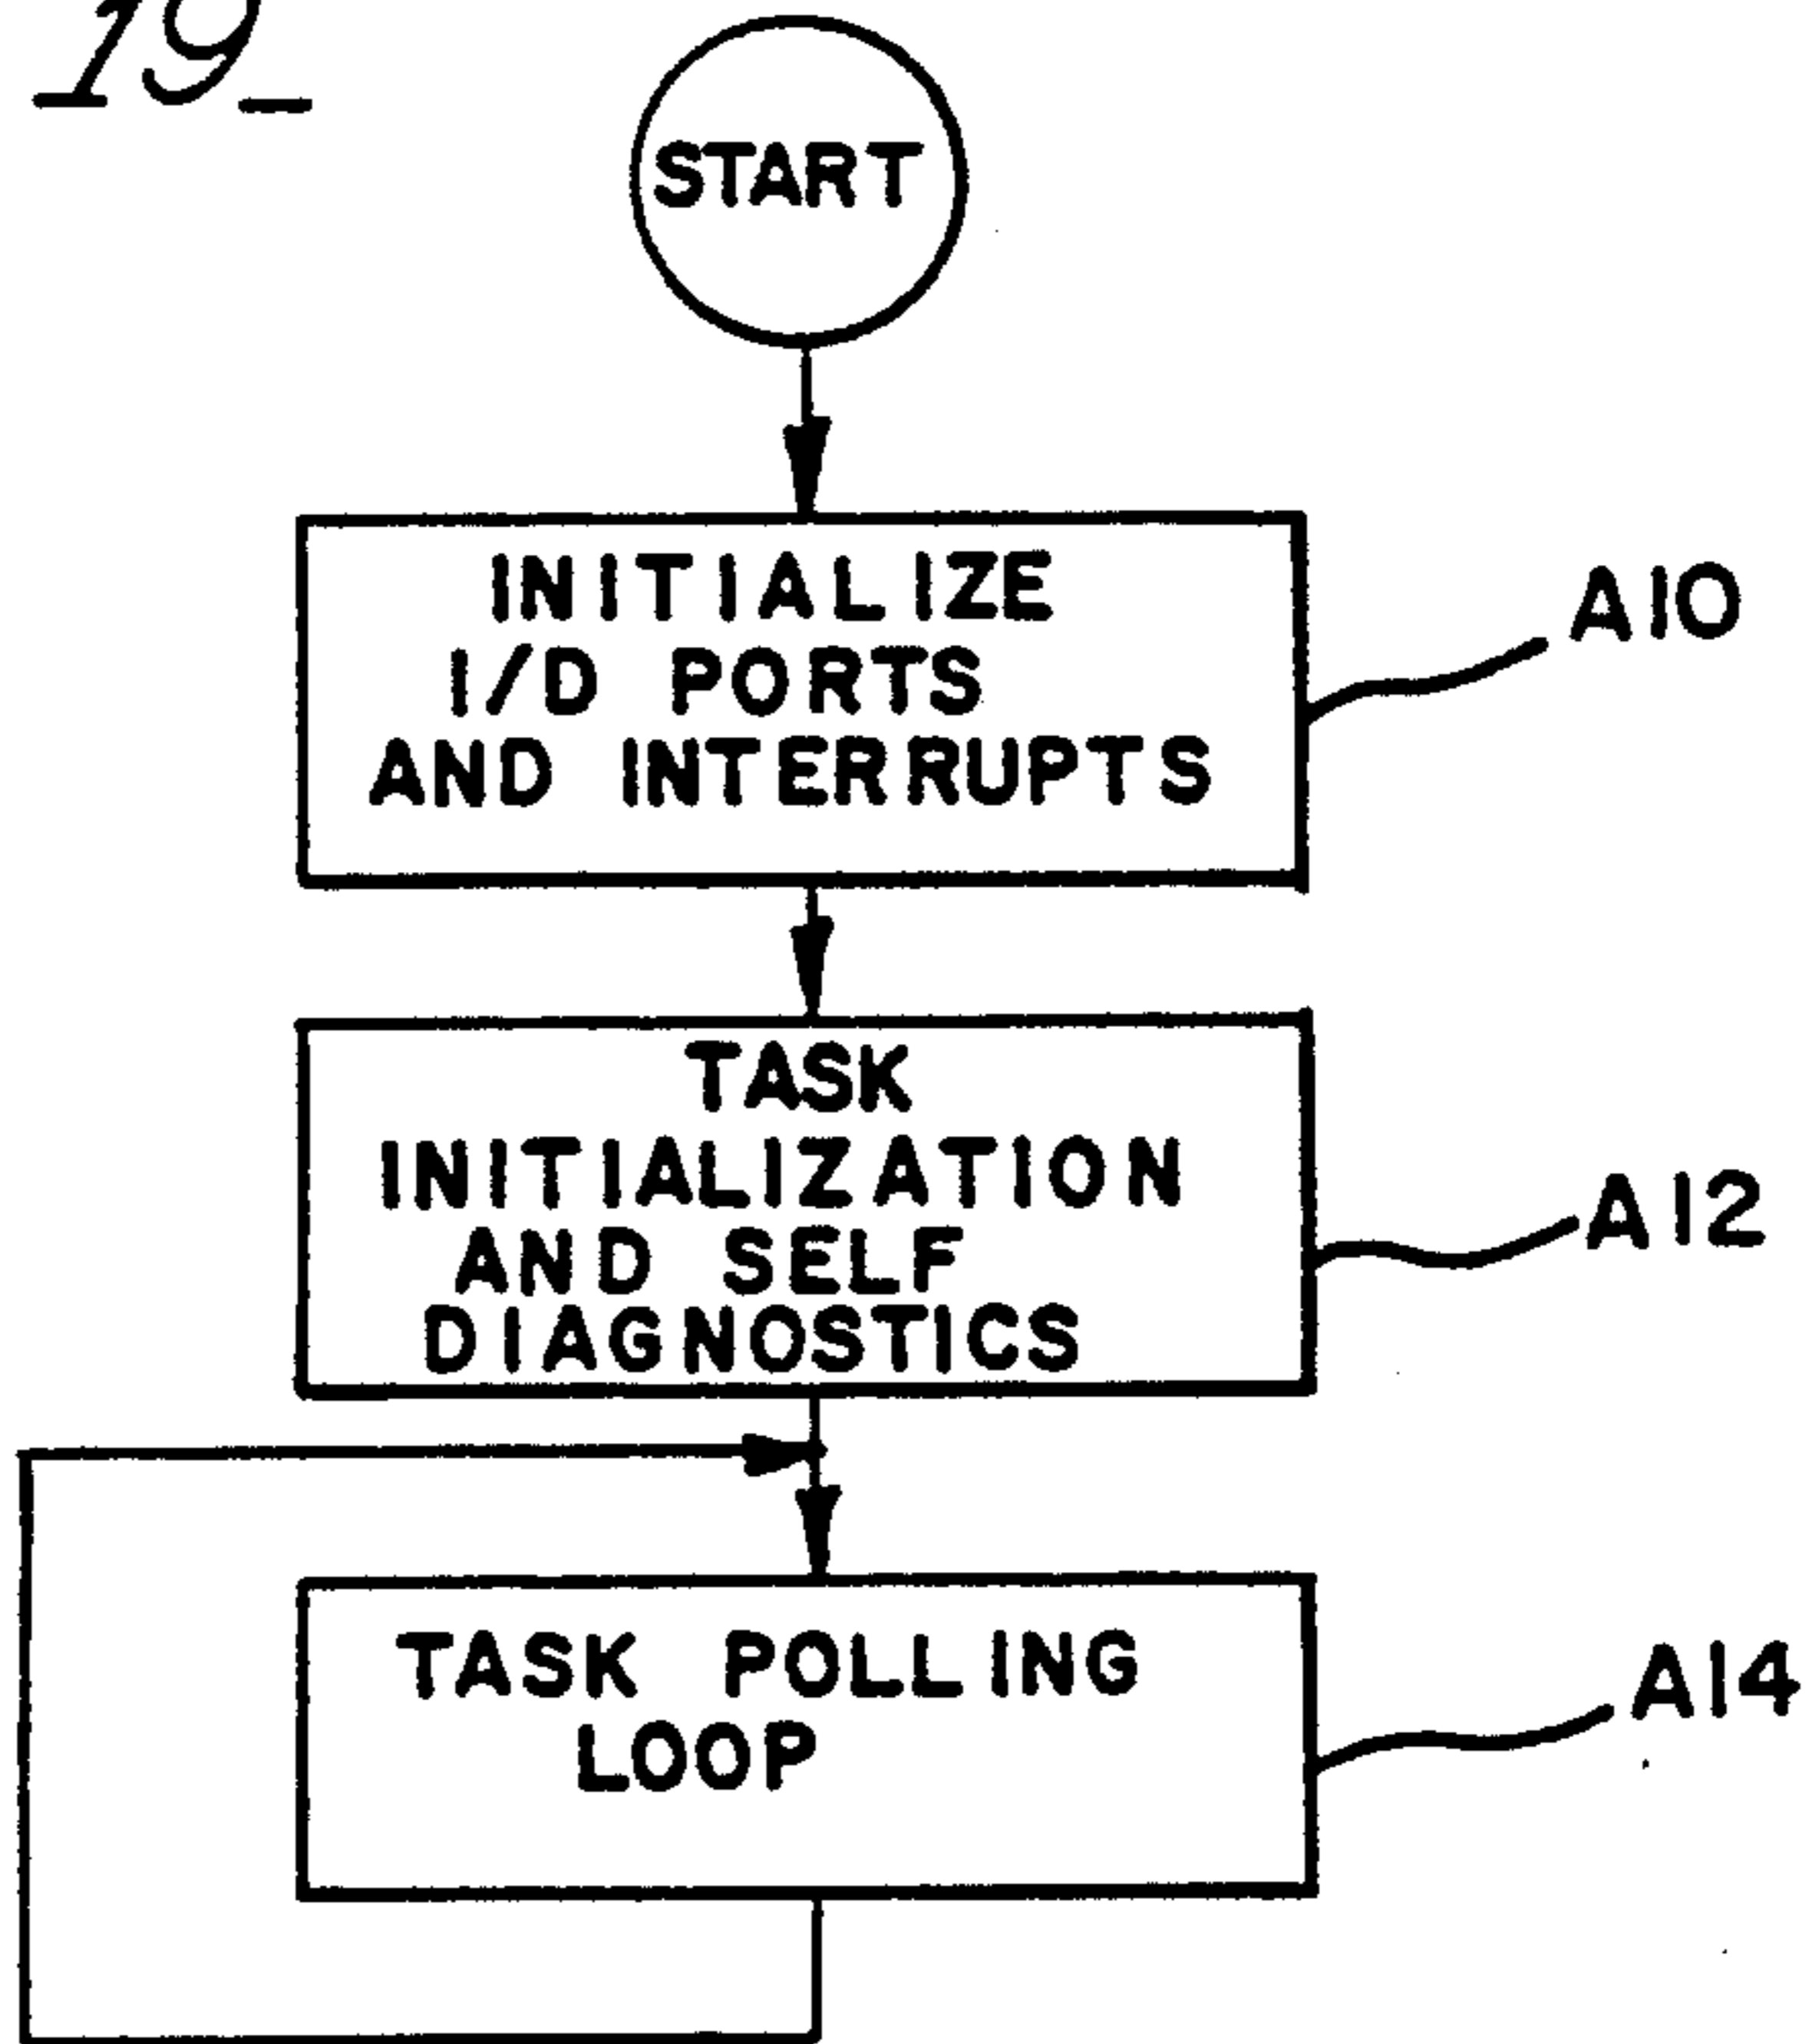 19
START
INITIALIZE
I/D PORTS
AND INTERRUPTS
A10
TASK
INITIALIZATION
AND SELF
DIAGNOSTICS
A12
TASK POLLING
LOOP
A14